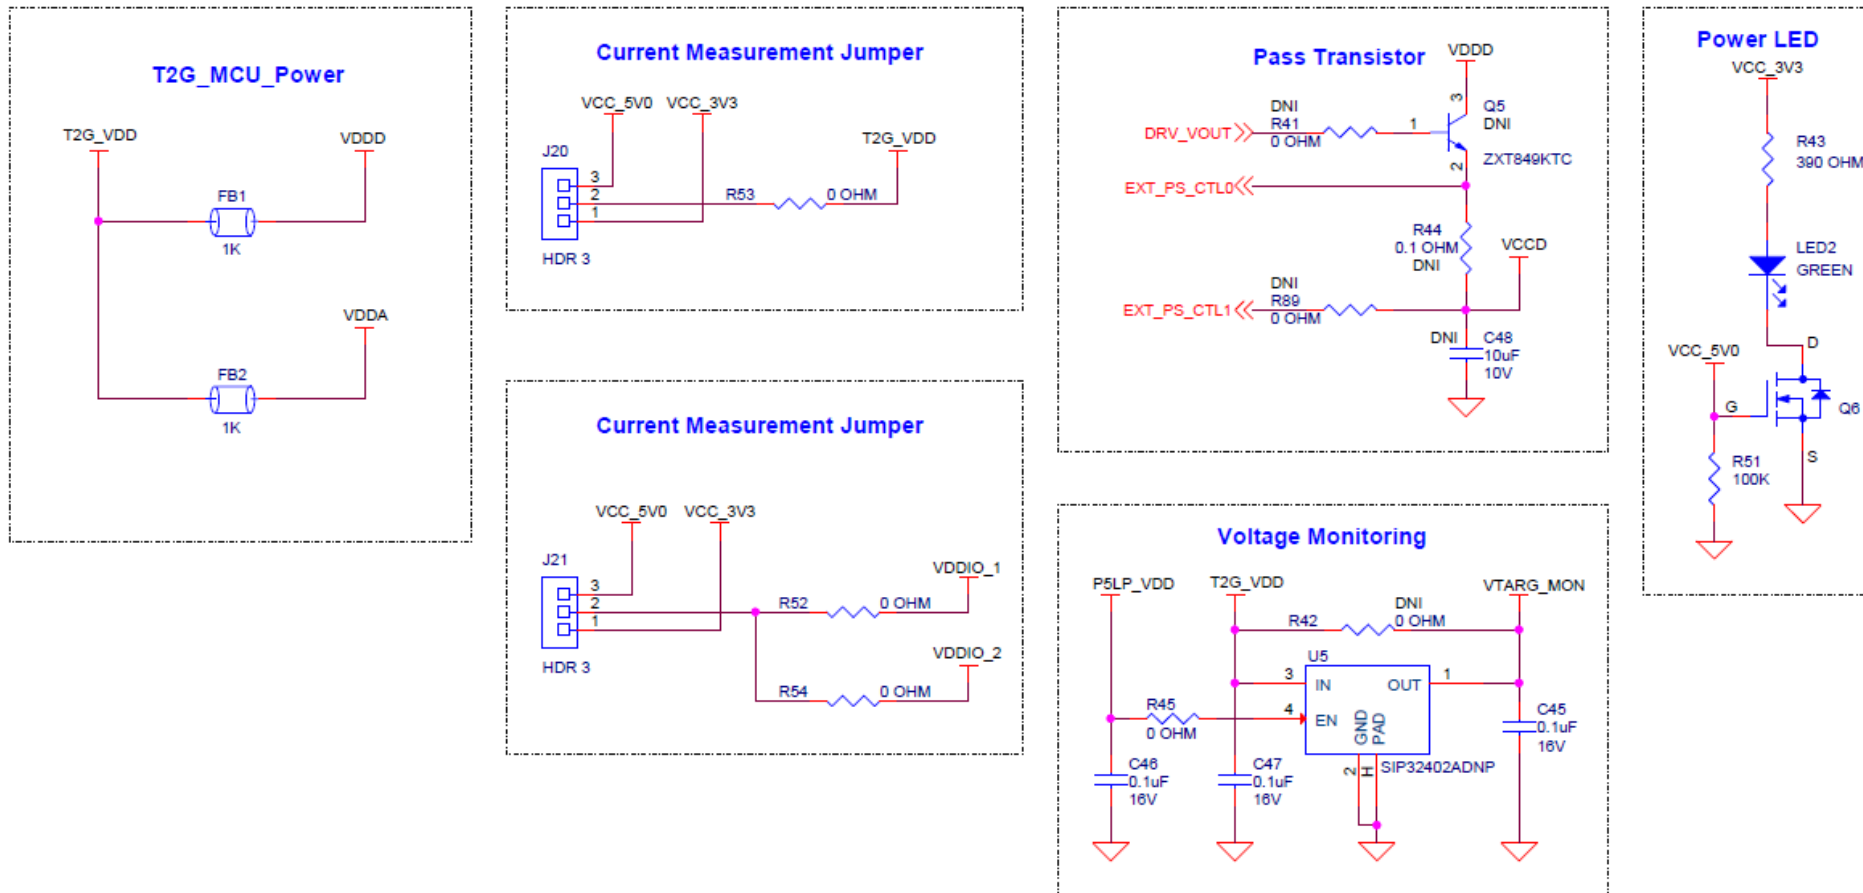 T2G_MCU_Power
T2G_VDD
VDDD
FB1
1K
VDDA
FB2
1K
Current Measurement Jumper
VCC_5V0 VCC_3V3
T2G_VDD
J20
3
2
1
R53 0 OHM
HDR 3
Current Measurement Jumper
VCC_5V0 VCC_3V3
J21
3
2
1
VDDIO_1
R52 0 OHM
VDDIO_2
R54 0 OHM
HDR 3
Pass Transistor
VDDD
3
Q5
DNI
DNI
R41
0 OHM
DRV_VOUT
1
2
ZXT849KTC
EXT_PS_CTL0
R44
0.1 OHM
DNI
VCCD
DNI
R89
0 OHM
EXT_PS_CTL1
DNI
C48
10uF
10V
Voltage Monitoring
P5LP_VDD
T2G_VDD
VTARG_MON
DNI
R42 0 OHM
U5
3
IN
OUT
1
R45
0 OHM
4
EN
GND
PAD
2
H
SIP32402ADNP
C46
0.1uF
16V
C47
0.1uF
16V
C45
0.1uF
16V
Power LED
VCC_3V3
R43
390 OHM
LED2
GREEN
VCC_5V0
D
G
Q6
S
R51
100K